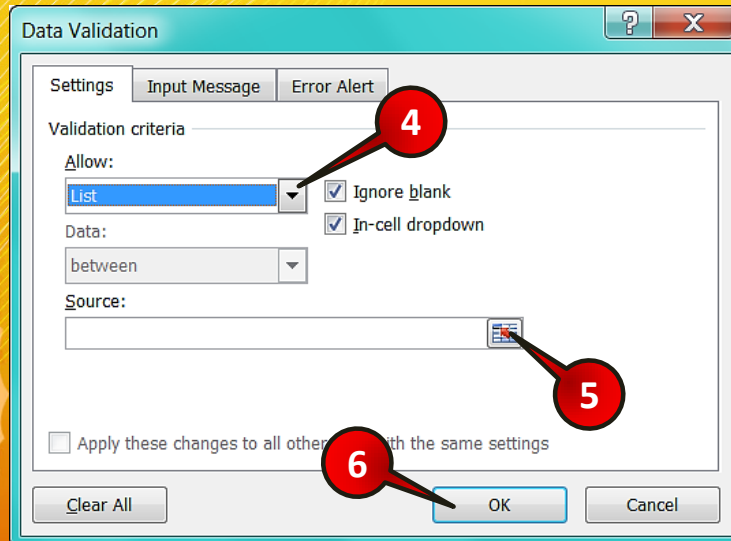 Data Validation
? X
Settings Input Message Error Alert
4
Validation criteria
Allow:
List
Ignore blank
In-cell dropdown
Data:
between
Source:
5
Apply these changes to all other with the same settings
6
Clear All OK Cancel